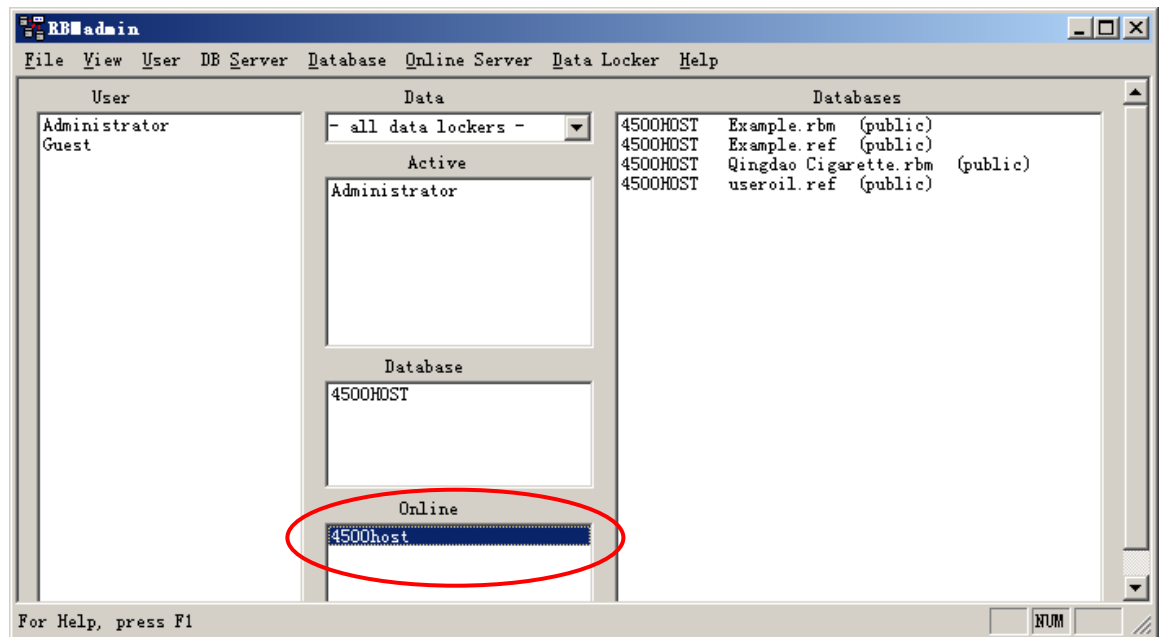 RBMadmin
File View User DB Server Database Online Server Data Locker Help
User
Administrator
Guest
Data
- all data lockers -
Active
Administrator
Database
4500HOST
Online
4500host
Databases
4500HOST Example.rbm (public)
4500HOST Example.ref (public)
4500HOST Qingdao Cigarette.rbm (public)
4500HOST useroil.ref (public)
For Help, press F1
NUM